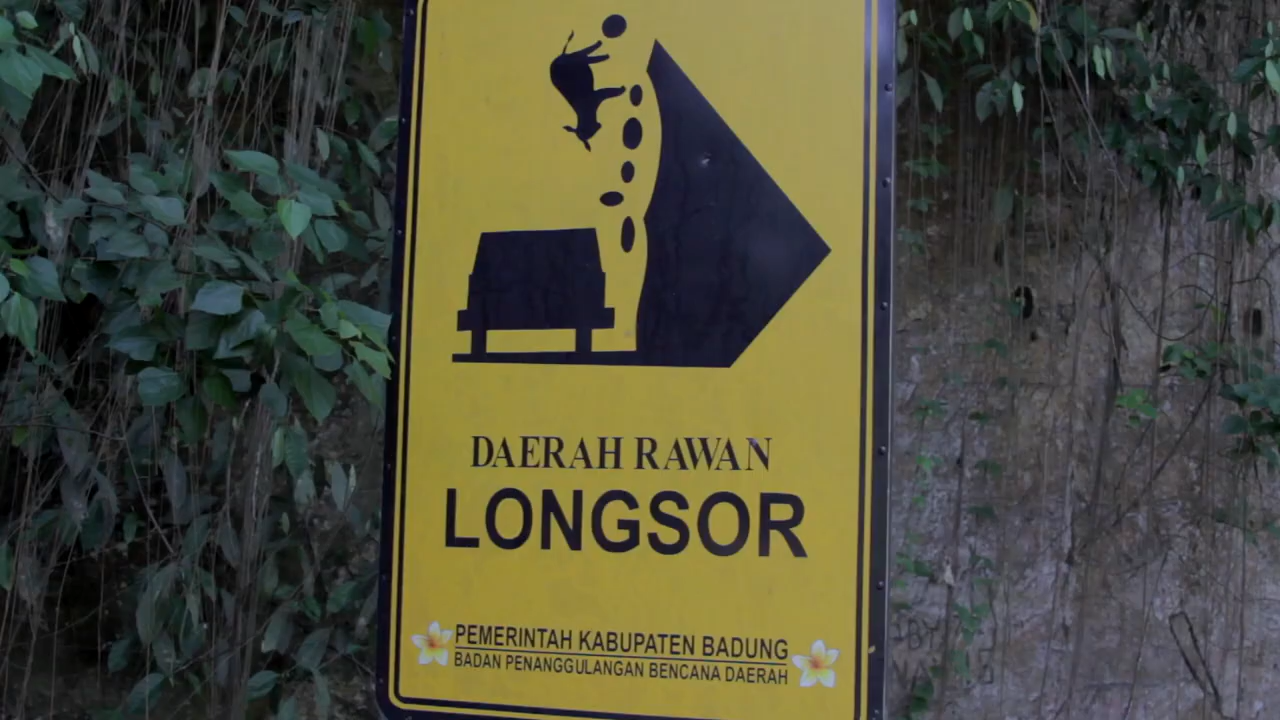 DAERAH RAWAN
LONGSOR
PEMERINTAH KABUPATEN BADUNG
BADAN PENANGGULANGAN BENCANA DAERAH